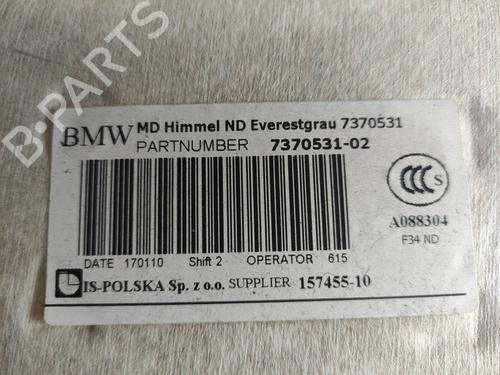 B-PARTS
BMW MD Himmel ND Everestgrau 7370531
PARTNUMBER 7370531-02
CCC S
A088304
F34 ND
DATE 170110 Shift 2 OPERATOR 615
IS-POLSKA Sp. z o.o. SUPPLIER 157455-10